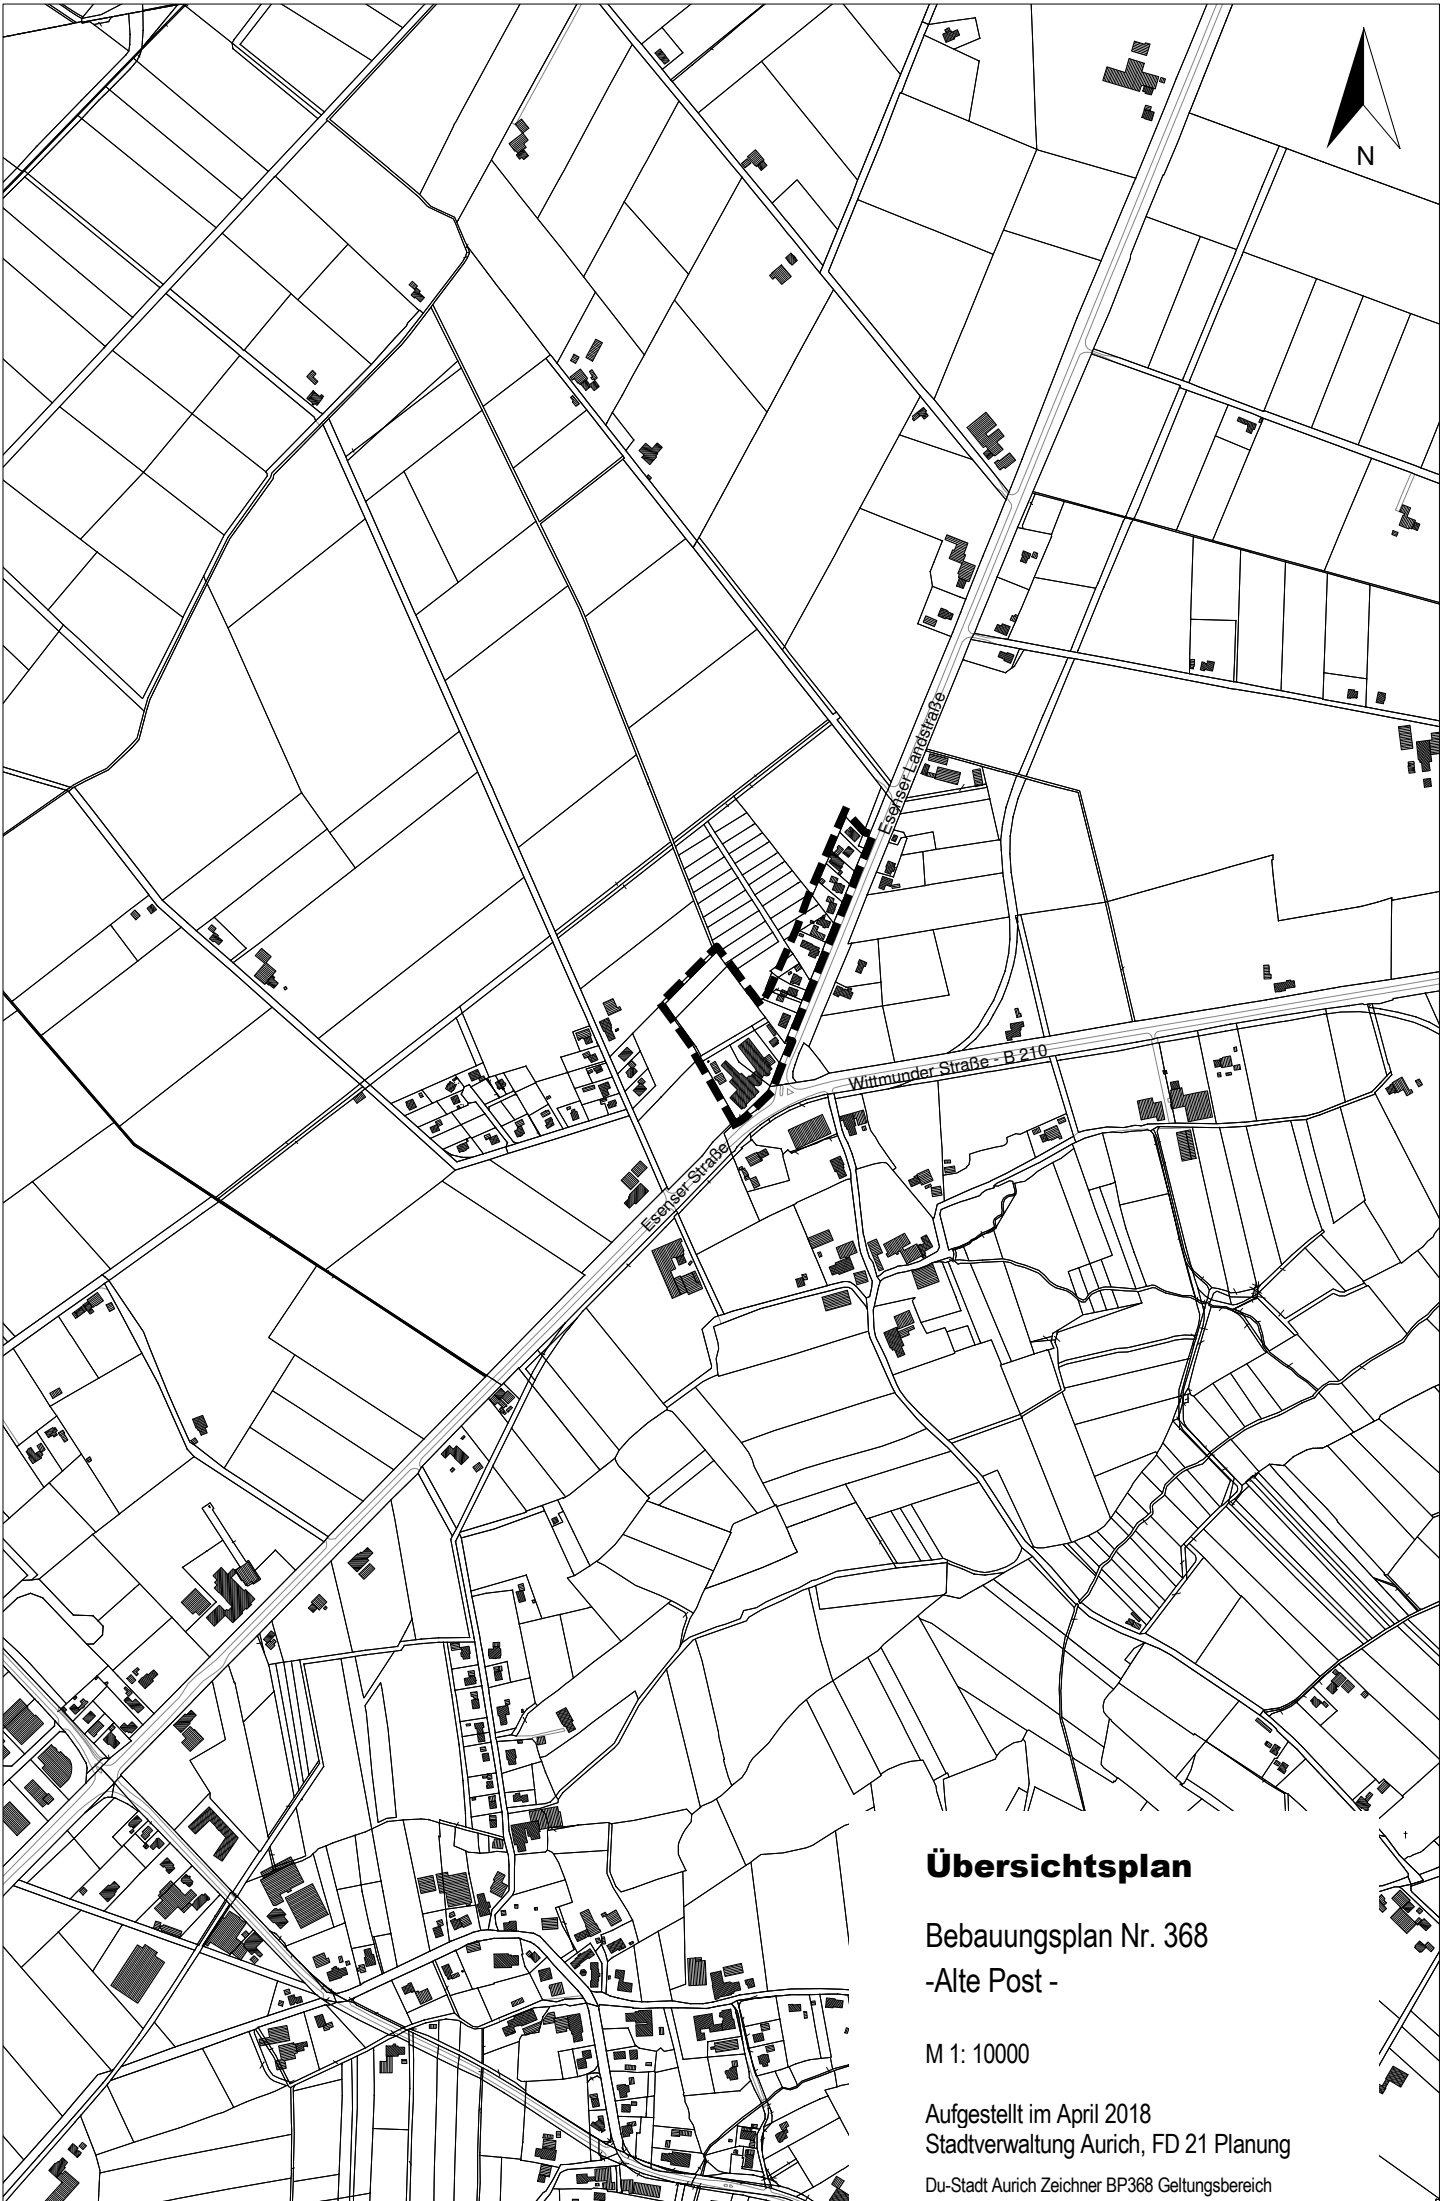 N
Esenser Landstraße
Wittmunder Straße - B 210
Esenser Straße
Übersichtsplan
Bebauungsplan Nr. 368
-Alte Post -
M 1: 10000
Aufgestellt im April 2018
Stadtverwaltung Aurich, FD 21 Planung
Du-Stadt Aurich Zeichner BP368 Geltungsbereich